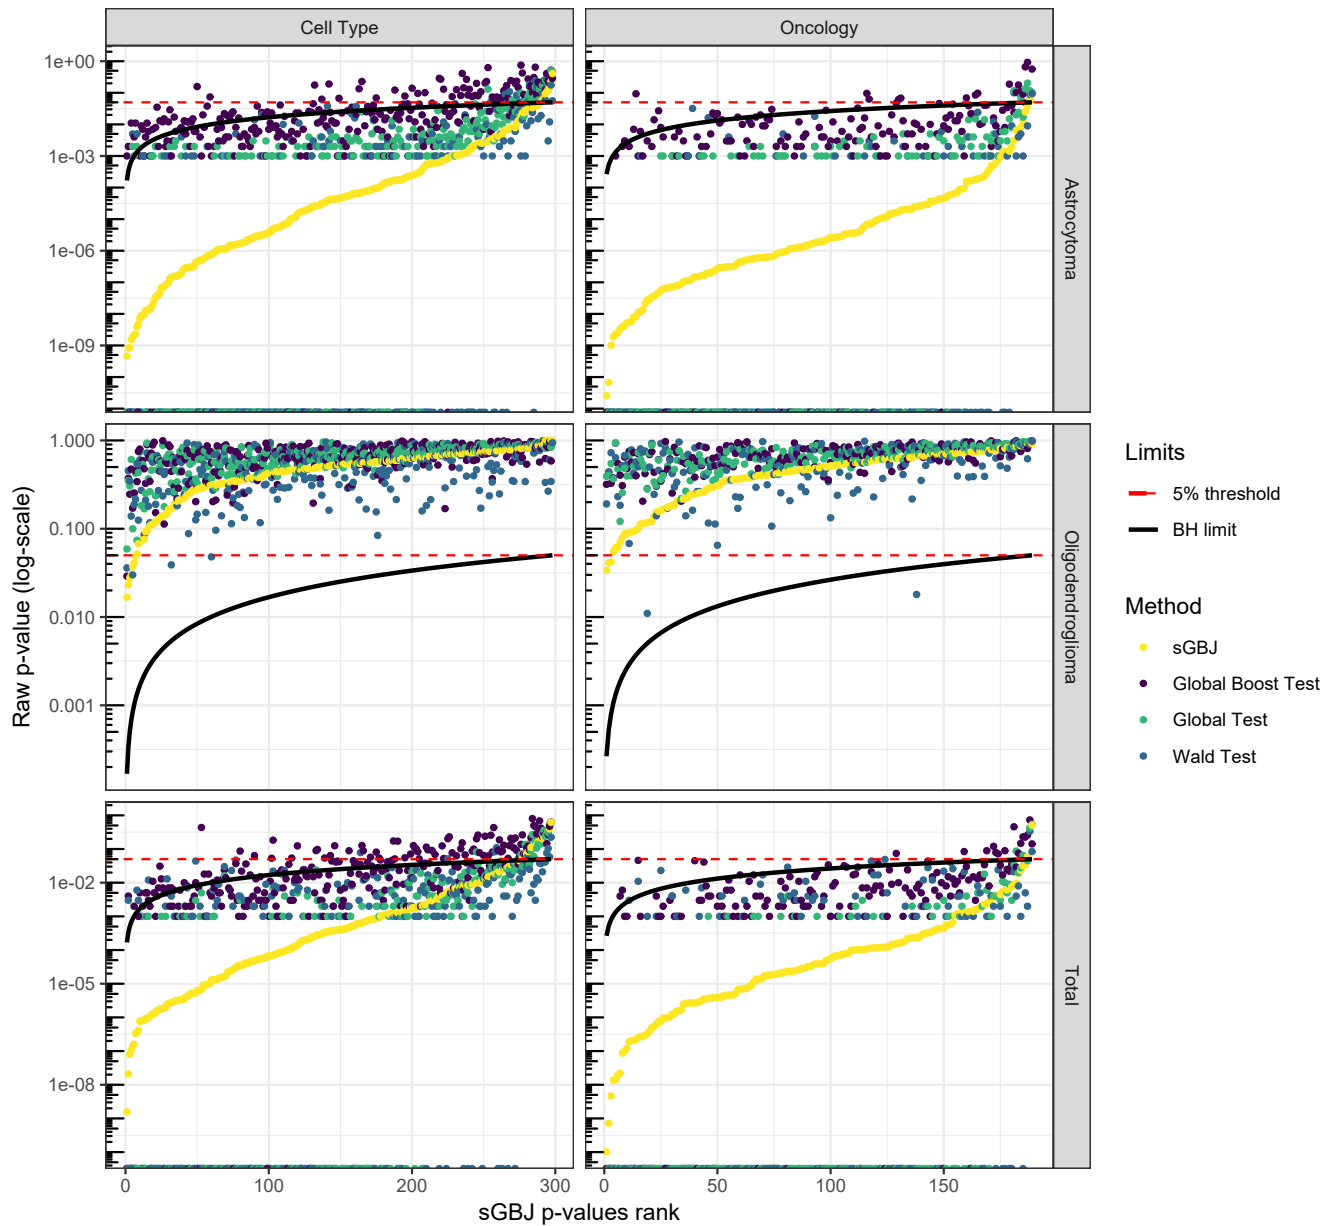 Cell Type
Oncology
Raw p-value (log-scale)
1e+00
1e-03
1e-06
1e-09
Astrocytoma
1.000
0.100
0.010
0.001
Oligodendroglioma
1e-02
1e-05
1e-08
Total
0
100
200
300
0
50
100
150
sGBJ p-values rank
Limits
5% threshold
BH limit
Method
sGBJ
Global Boost Test
Global Test
Wald Test